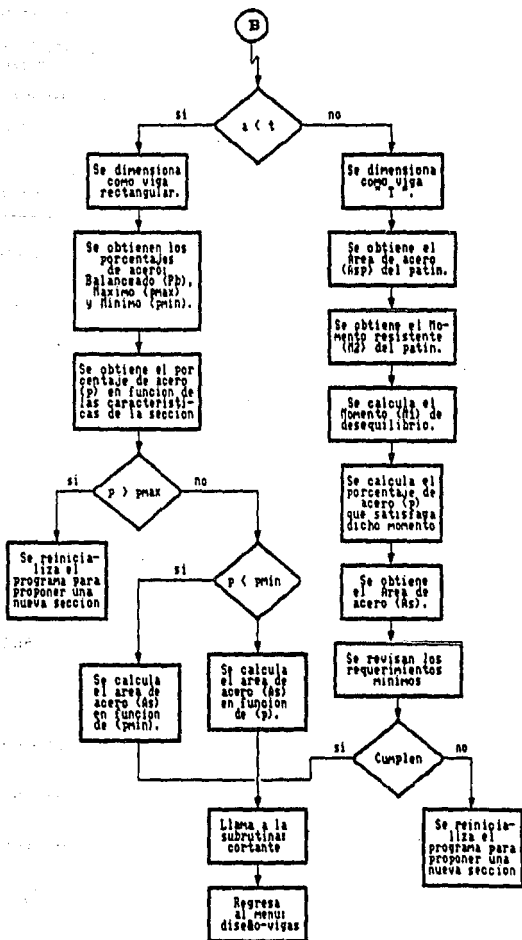 B
a < t
si
no
Se dimensiona
como viga
rectangular.
Se obtienen los
porcentajes
de acero:
Balanceado (Pb),
Maximo (pmax)
y Minimo (pmin).
Se obtiene el por
centaje de acero
(p) en funcion de
las caracteristi-
cas de la seccion
p > pmax
si
no
Se reinicia-
liza el
programa para
proponer una
nueva seccion
p < pmin
si
Se calcula
el area de
acero (As)
en funcion
de (pmin).
Se calcula
el area de
acero (As)
en funcion
de (p).
Se dimensiona
como viga
" T ".
Se obtiene el
Area de acero
(Asp) del patin.
Se obtiene el Mo-
mento resistente
(M2) del patin.
Se calcula el
Momento (M1) de
desequilibrio.
Se calcula el
porcentaje de
acero (p)
que satisfaga
dicho momento
Se obtiene
el Area de
acero (As).
Se revisan los
requerimientos
minimos
Cumplen
si
no
Se reinicia-
liza el
programa para
proponer una
nueva seccion
Llama a la
subrutina:
cortante
Regresa
al menu:
diseño-vigas